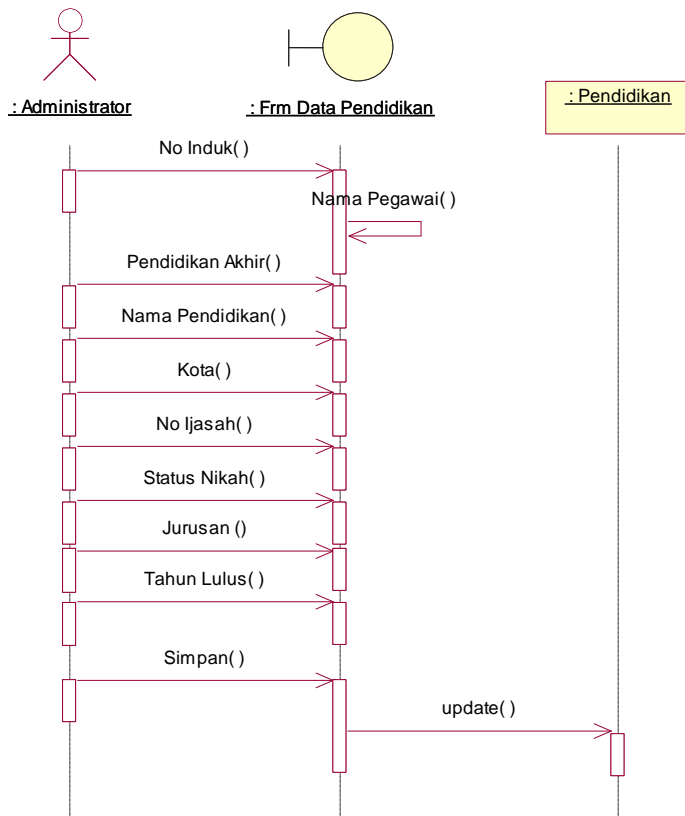 : Administrator
: Frm Data Pendidikan
: Pendidikan
No Induk( )
Nama Pegawai( )
Pendidikan Akhir( )
Nama Pendidikan( )
Kota( )
No Ijasah( )
Status Nikah( )
Jurusan ()
Tahun Lulus( )
Simpan( )
update( )